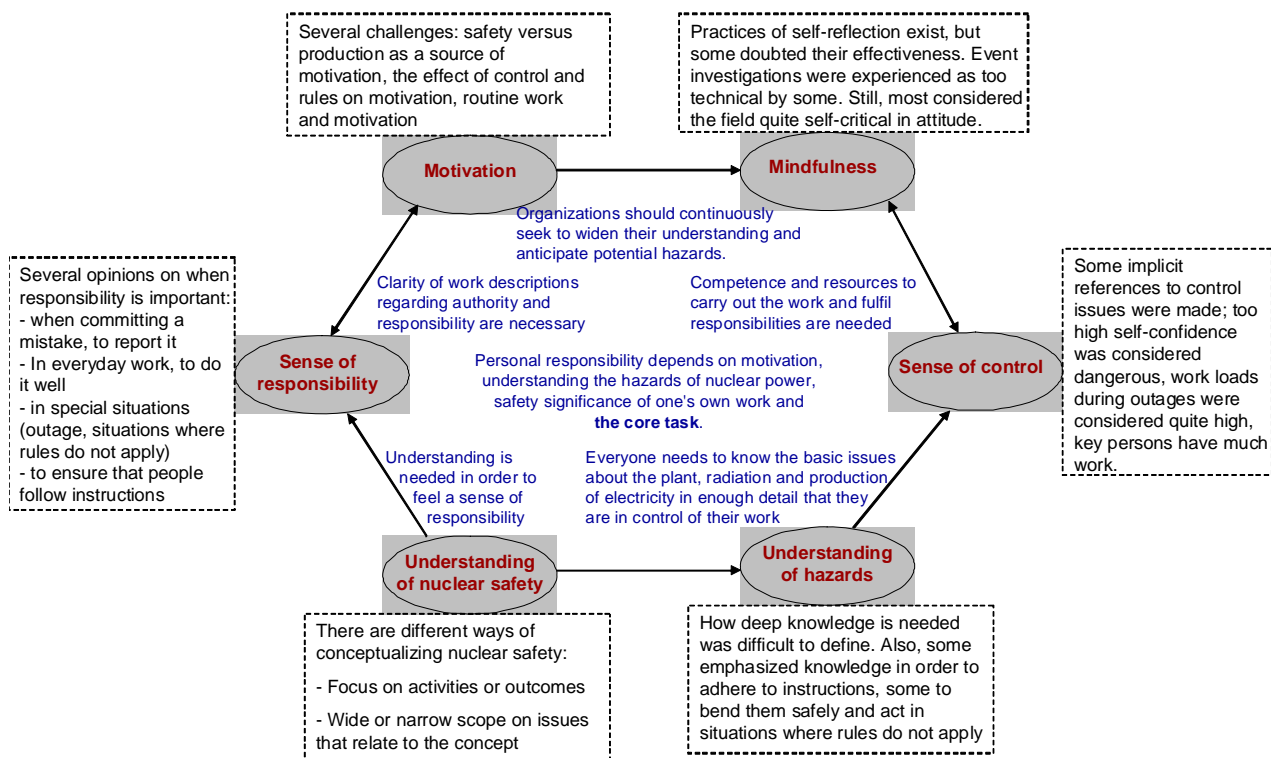 Several challenges: safety versus
production as a source of
motivation, the effect of control and
rules on motivation, routine work
and motivation
Practices of self-reflection exist, but
some doubted their effectiveness. Event
investigations were experienced as too
technical by some. Still, most considered
the field quite self-critical in attitude.
Motivation
Mindfulness
Organizations should continuously
seek to widen their understanding and
anticipate potential hazards.
Several opinions on when
responsibility is important:
- when committing a
mistake, to report it
- In everyday work, to do
it well
- in special situations
(outage, situations where
rules do not apply)
- to ensure that people
follow instructions
Clarity of work descriptions
regarding authority and
responsibility are necessary
Competence and resources to
carry out the work and fulfil
responsibilities are needed
Some implicit
references to control
issues were made; too
high self-confidence
was considered
dangerous, work loads
during outages were
considered quite high,
key persons have much
work.
Sense of
responsibility
Personal responsibility depends on motivation,
understanding the hazards of nuclear power,
safety significance of one's own work and
the core task.
Sense of control
Understanding is
needed in order to
feel a sense of
responsibility
Everyone needs to know the basic issues
about the plant, radiation and production
of electricity in enough detail that they
are in control of their work
Understanding
of nuclear safety
Understanding
of hazards
There are different ways of
conceptualizing nuclear safety:
- Focus on activities or outcomes
- Wide or narrow scope on issues
that relate to the concept
How deep knowledge is needed
was difficult to define. Also, some
emphasized knowledge in order to
adhere to instructions, some to
bend them safely and act in
situations where rules do not apply